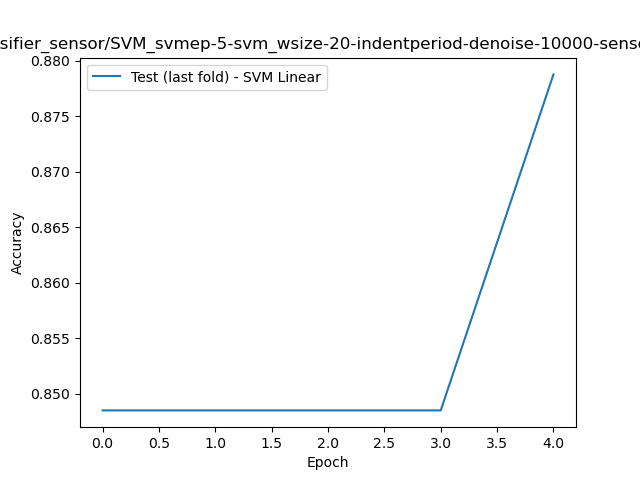 sifier_sensor/SVM_svmep-5-svm_wsize-20-indentperiod-denoise-10000-senso
0.880
Test (last fold) - SVM Linear
0.875
0.870
0.865
0.860
0.855
0.850
Accuracy
0.0 0.5 1.0 1.5 2.0 2.5 3.0 3.5 4.0
Epoch